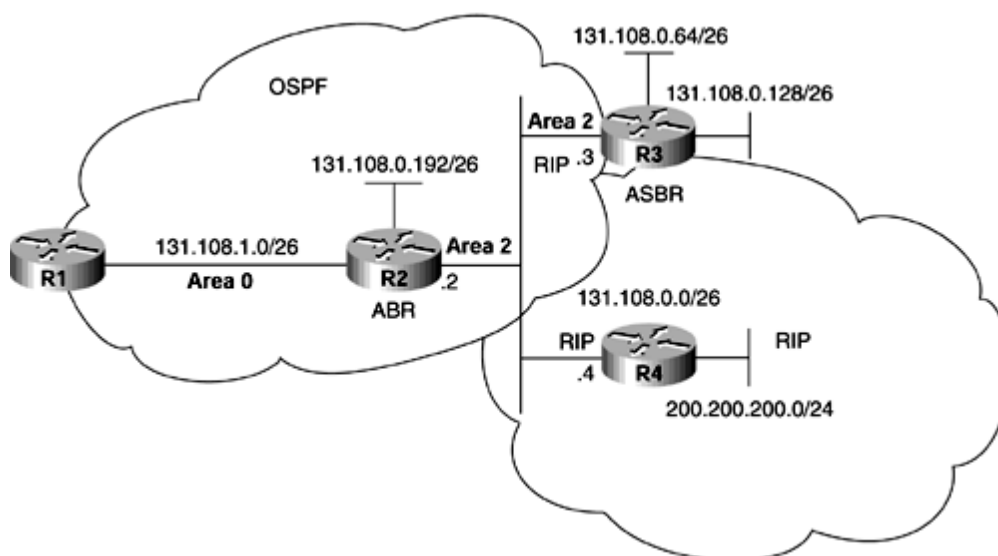 131.108.0.64/26
OSPF
131.108.0.128/26
Area 2
131.108.0.192/26
RIP
.3
R3
ASBR
131.108.1.0/26
Area 2
R1
R2
Area 0
.2
ABR
131.108.0.0/26
RIP
RIP
.4
R4
200.200.200.0/24